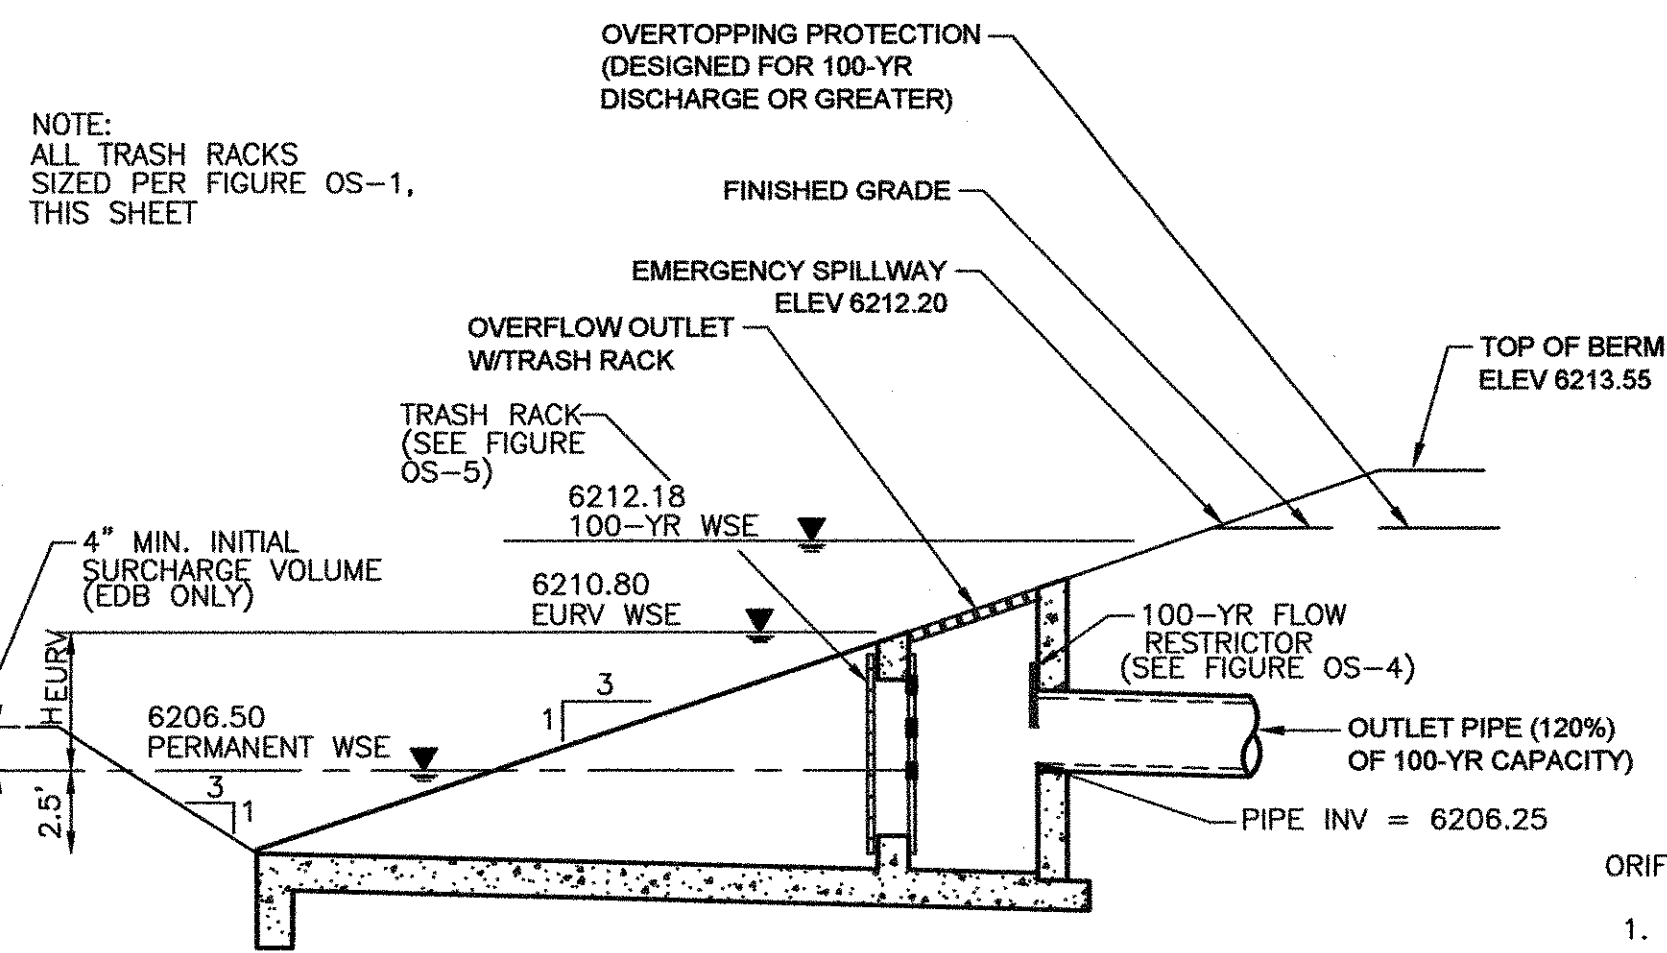 OVERTOPPING PROTECTION
(DESIGNED FOR 100-YR
DISCHARGE OR GREATER)
NOTE:
ALL TRASH RACKS
SIZED PER FIGURE OS-1,
THIS SHEET
FINISHED GRADE
EMERGENCY SPILLWAY
ELEV 6212.20
OVERFLOW OUTLET
W/TRASH RACK
TOP OF BERM
ELEV 6213.55
TRASH RACK
(SEE FIGURE
OS-5)
6212.18
100-YR WSE
4" MIN. INITIAL
SURCHARGE VOLUME
(EDB ONLY)
6210.80
EURV WSE
100-YR FLOW
RESTRICTOR
(SEE FIGURE OS-4)
HEURV
3
1
6206.50
PERMANENT WSE
OUTLET PIPE (120%)
OF 100-YR CAPACITY)
3
1
2.5'
PIPE INV = 6206.25
ORIF
1.